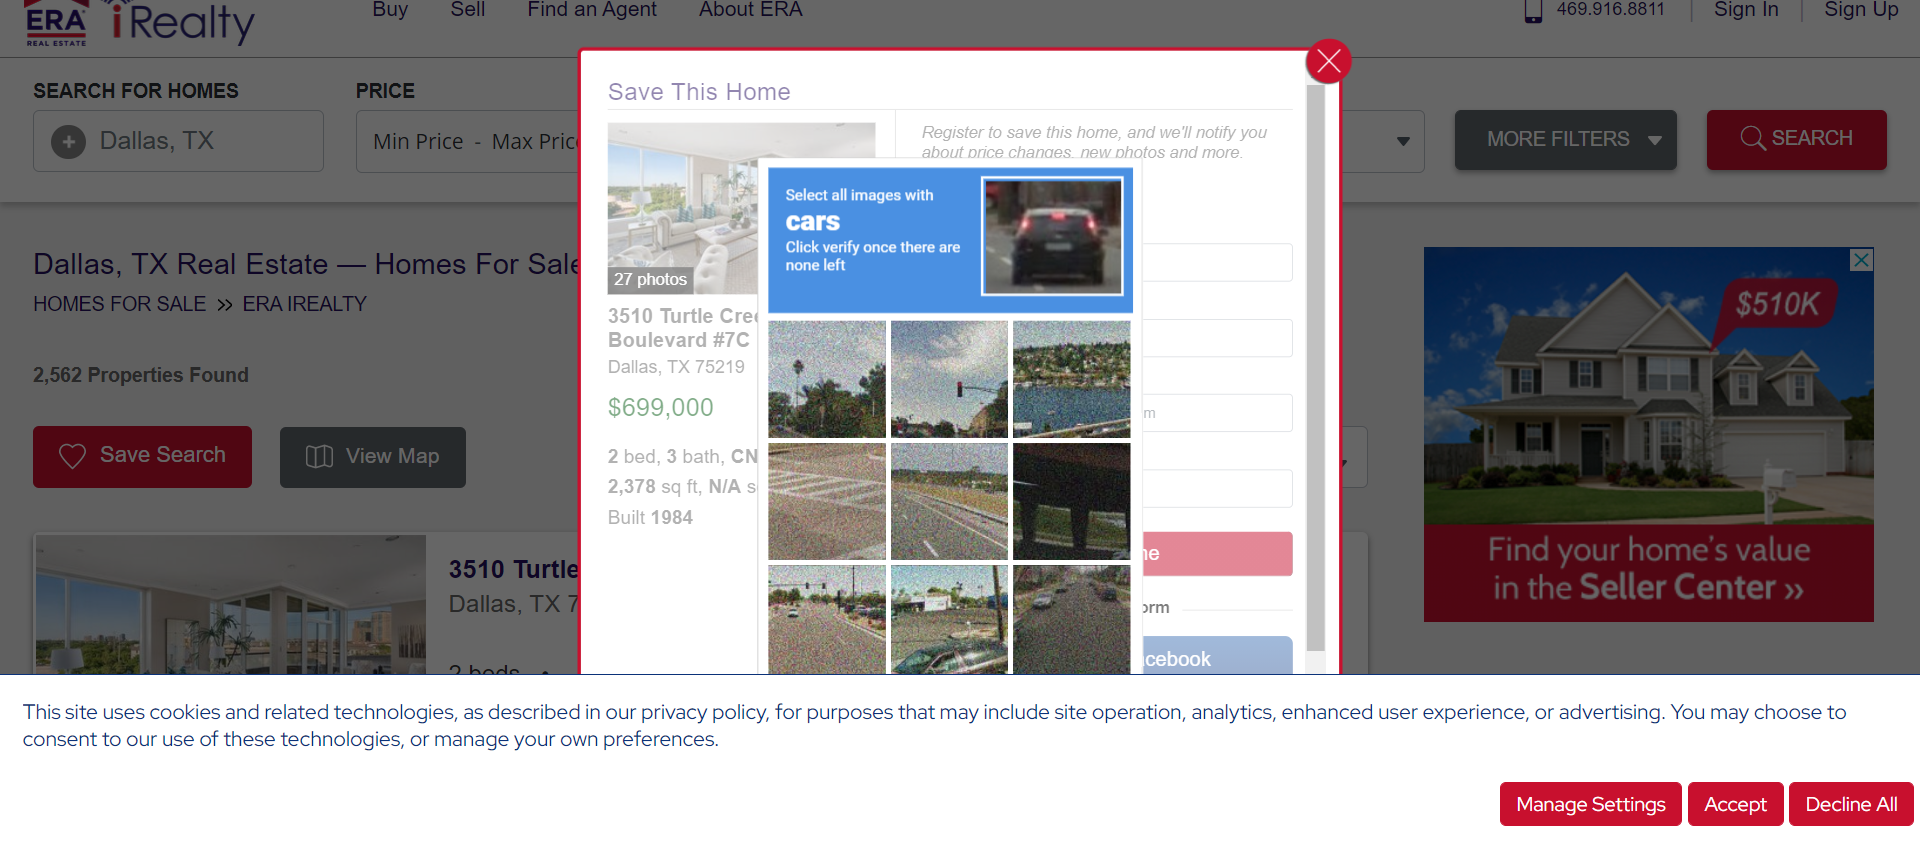 ERA
REAL ESTATE
iRealty
Buy
Sell
Find an Agent
About ERA
469.916.8811
Sign In
Sign Up
SEARCH FOR HOMES
Dallas, TX
PRICE
Min Price - Max Pric
MORE FILTERS
SEARCH
Dallas, TX Real Estate — Homes For Sale
HOMES FOR SALE » ERA IREALTY
2,562 Properties Found
Save Search
View Map
3510 Turtle
Dallas, TX 7
2 beds
Save This Home
Register to save this home, and we'll notify you
about price changes, new photos and more.
27 photos
3510 Turtle Cree
Boulevard #7C
Dallas, TX 75219
$699,000
2 bed, 3 bath, CN
2,378 sq ft, N/A s
Built 1984
Select all images with
cars
Click verify once there are
none left
m
ne
orm
acebook
$510K
Find your home's value
in the Seller Center »
This site uses cookies and related technologies, as described in our privacy policy, for purposes that may include site operation, analytics, enhanced user experience, or advertising. You may choose to
consent to our use of these technologies, or manage your own preferences.
Manage Settings
Accept
Decline All